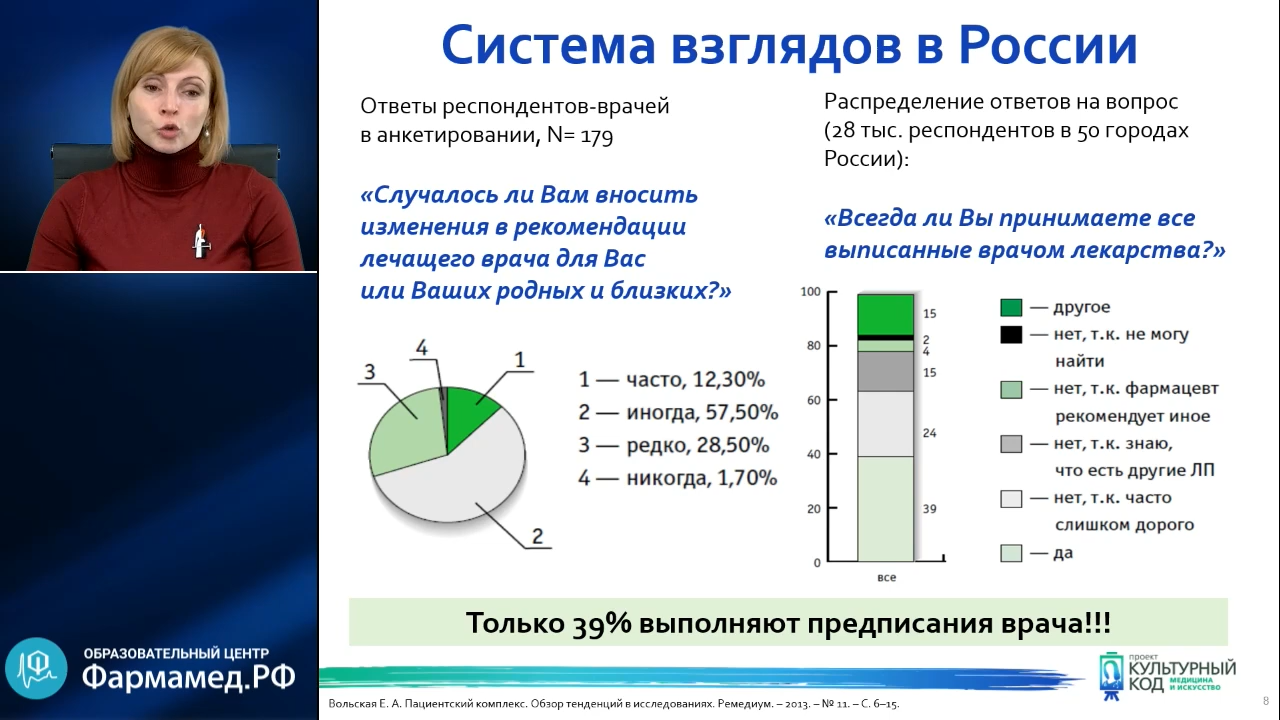 Система взглядов в России
Ответы респондентов-врачей
в анкетировании, N= 179
«Случалось ли Вам вносить
изменения в рекомендации
лечащего врача для Вас
или Ваших родных и близких?»
4
1
3
2
1 — часто, 12,30%
2 — иногда, 57,50%
3 — редко, 28,50%
4 — никогда, 1,70%
Распределение ответов на вопрос
(28 тыс. респондентов в 50 городах
России):
«Всегда ли Вы принимаете все
выписанные врачом лекарства?»
100
80
60
40
20
0
15
2
4
15
24
39
все
— другое
— нет, т.к. не могу
найти
— нет, т.к. фармацевт
рекомендует иное
— нет, т.к. знаю,
что есть другие ЛП
— нет, т.к. часто
слишком дорого
— да
Только 39% выполняют предписания врача!!!
ОБРАЗОВАТЕЛЬНЫЙ ЦЕНТР
Фармамед.РФ
проект
КУЛЬТУРНЫЙ
КОД
МЕДИЦИНА
И ИСКУССТВО
Вольская Е. А. Пациентский комплекс. Обзор тенденций в исследованиях. Ремедиум. – 2013. – № 11. – С. 6–15.
8